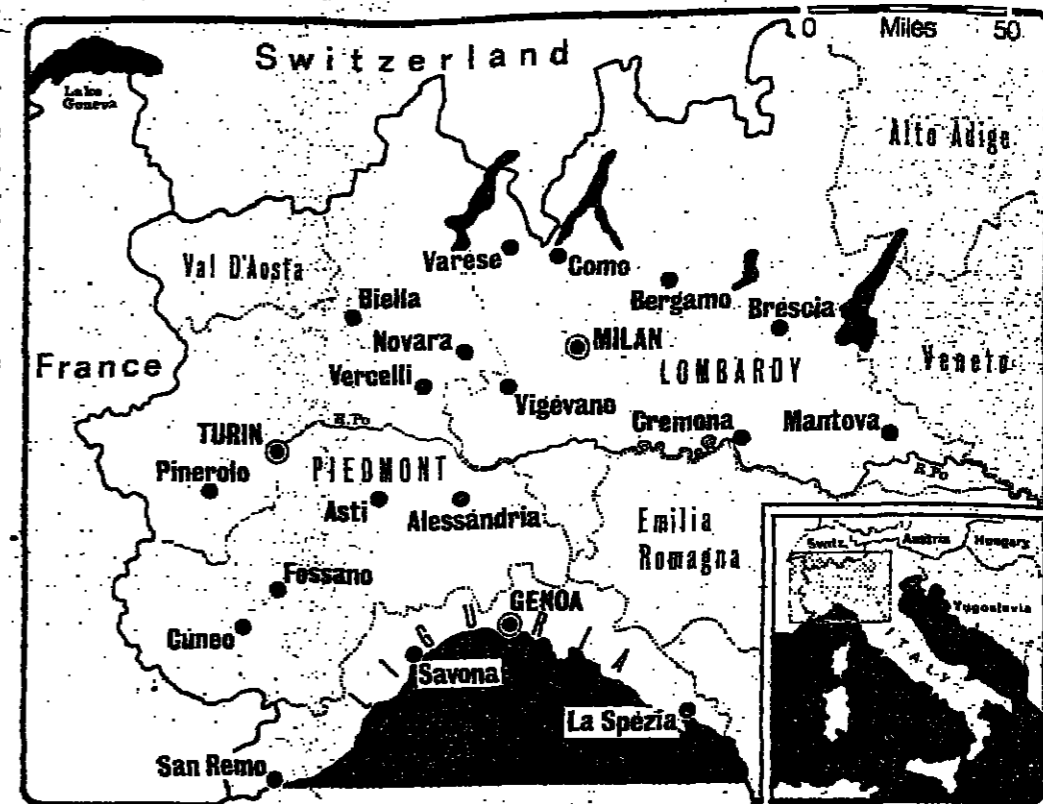 0 Miles 50
Switzerland
Lake
Geneva
Alto Adige
Val D'Aosta
Varese
Como
Bergamo
Brescia
Biella
Novara
MILAN
France
Vercelli
LOMBARDY
Veneto
Vigévano
R. Po
Cremona
Mantova
TURIN
Pinerolo
PIEDMONT
R. Po
Asti
Alessándria
Emilia
Romagna
Switz.
Austria
Hungary
Fossano
GENOA
Yugoslavia
LIGURIA
Cúneo
ITALY
Savona
La Spézia
San Remo